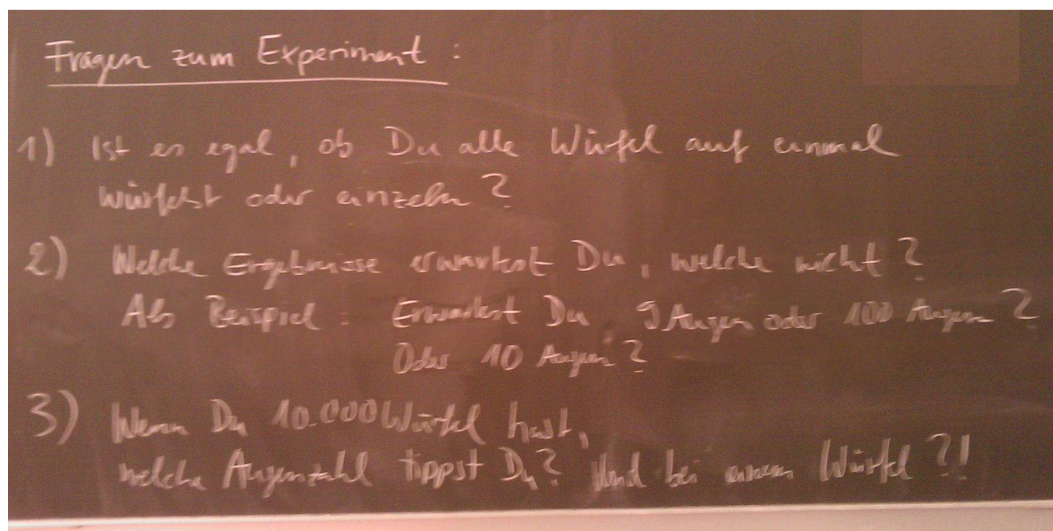 Fragen zum Experiment:
1) Ist es egal, ob Du alle Würfel auf einmal
würfelst oder einzeln?
2) Welche Ergebnisse erwartest Du, welche nicht?
Als Beispiel: Erwartest Du 9 Augen oder 100 Augen?
Oder 10 Augen?
3) Wenn Du 10.000 Würfel hast,
welche Augenzahl tippst Du? Und bei einem Würfel?!